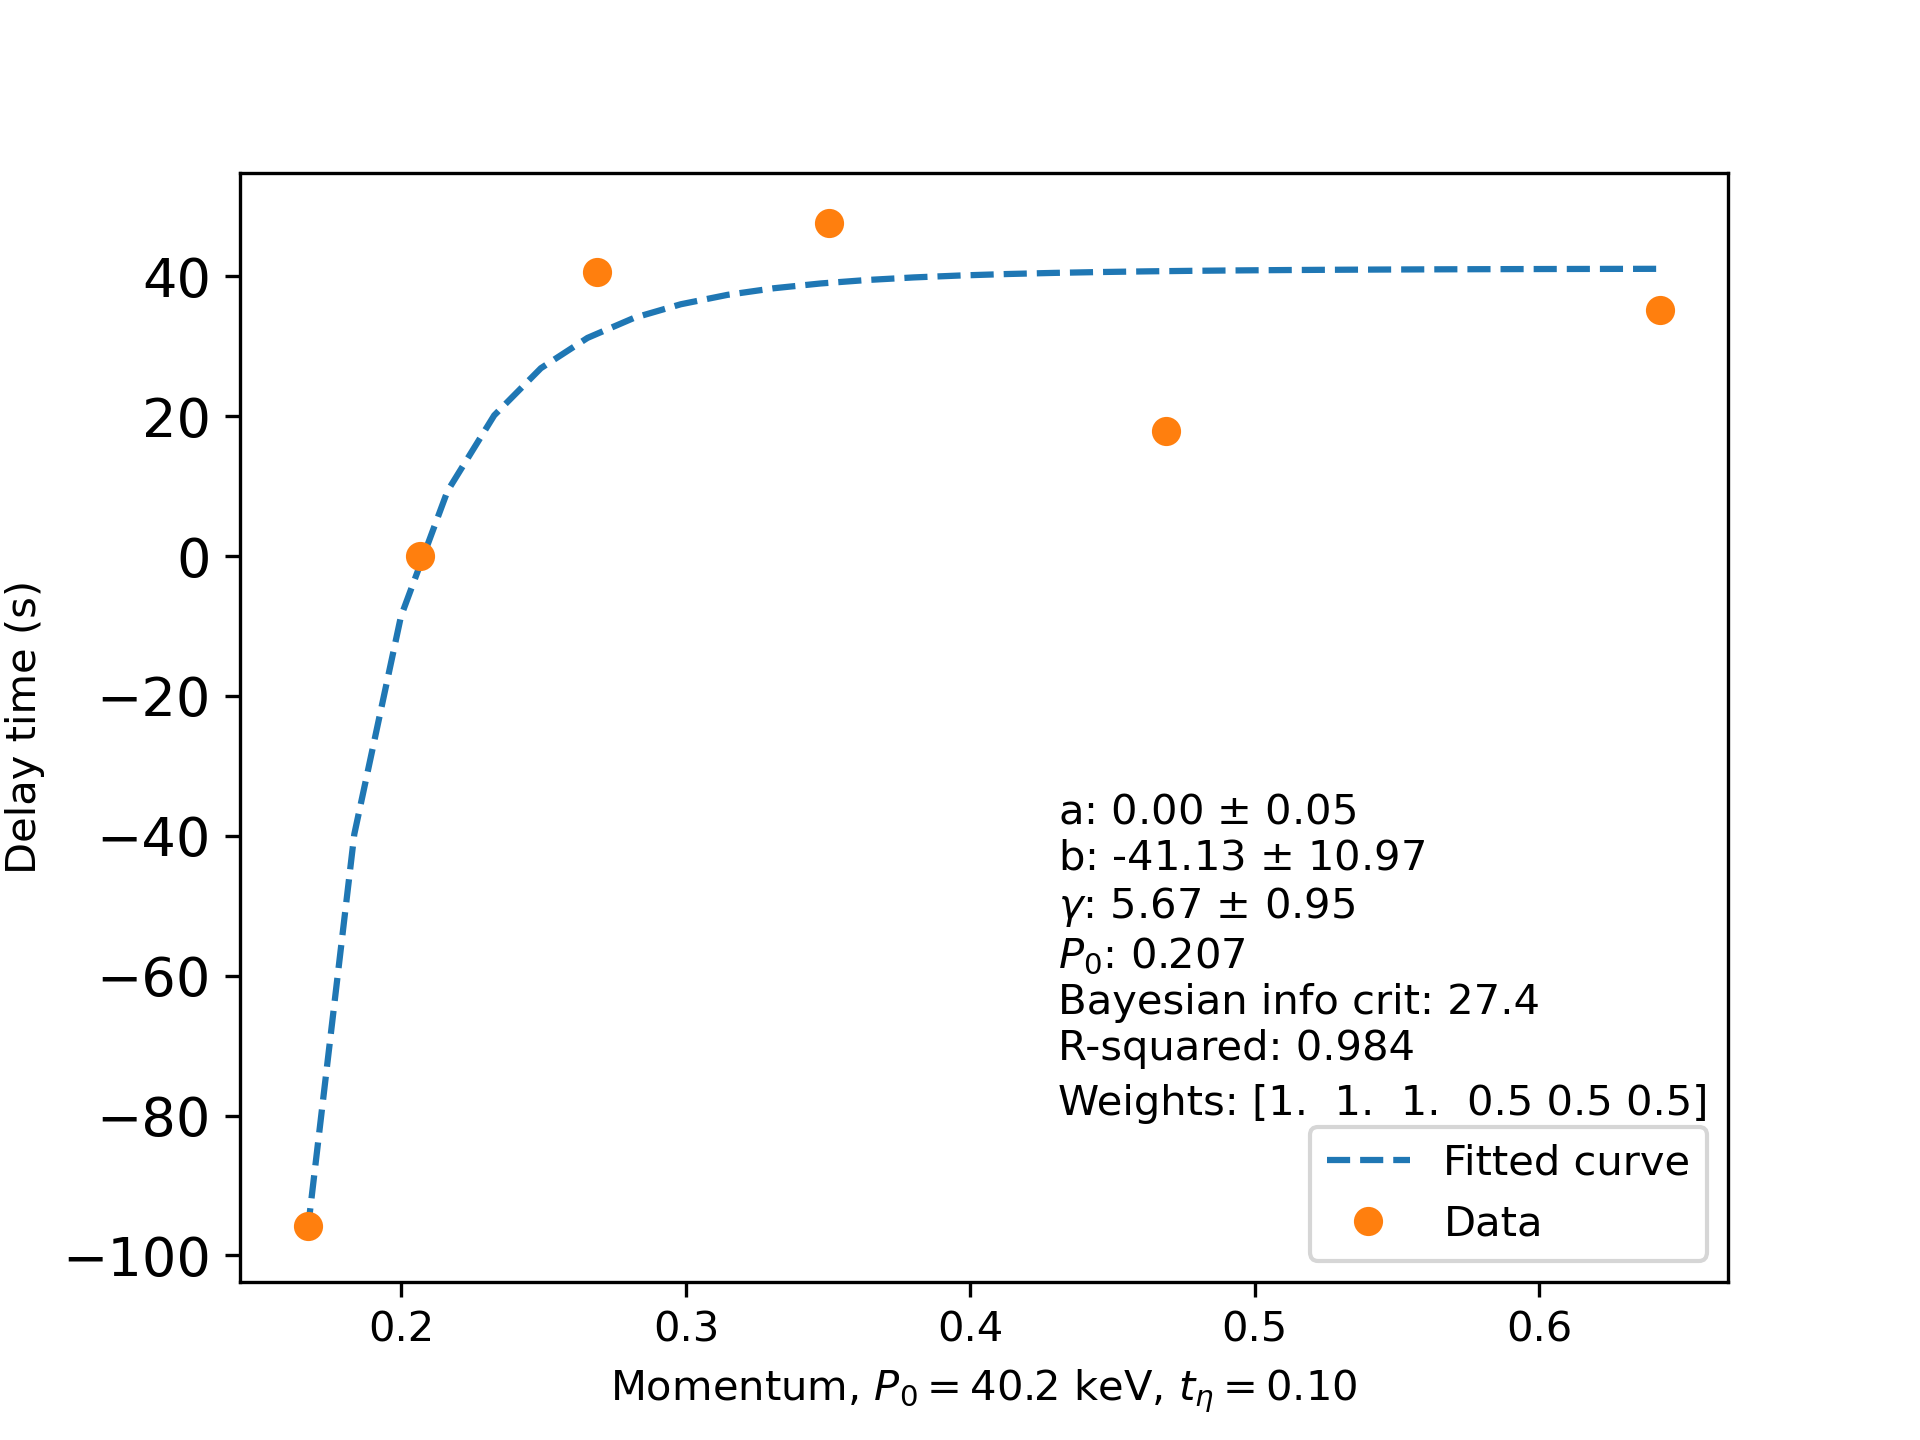 40
20
0
−20
−40
−60
−80
−100
Delay time (s)
a: 0.00 ± 0.05
b: -41.13 ± 10.97
γ: 5.67 ± 0.95
P₀: 0.207
Bayesian info crit: 27.4
R-squared: 0.984
Weights: [1.  1.  1.  0.5 0.5 0.5]
Fitted curve
Data
0.2 0.3 0.4 0.5 0.6
Momentum, P₀ = 40.2 keV, tη = 0.10